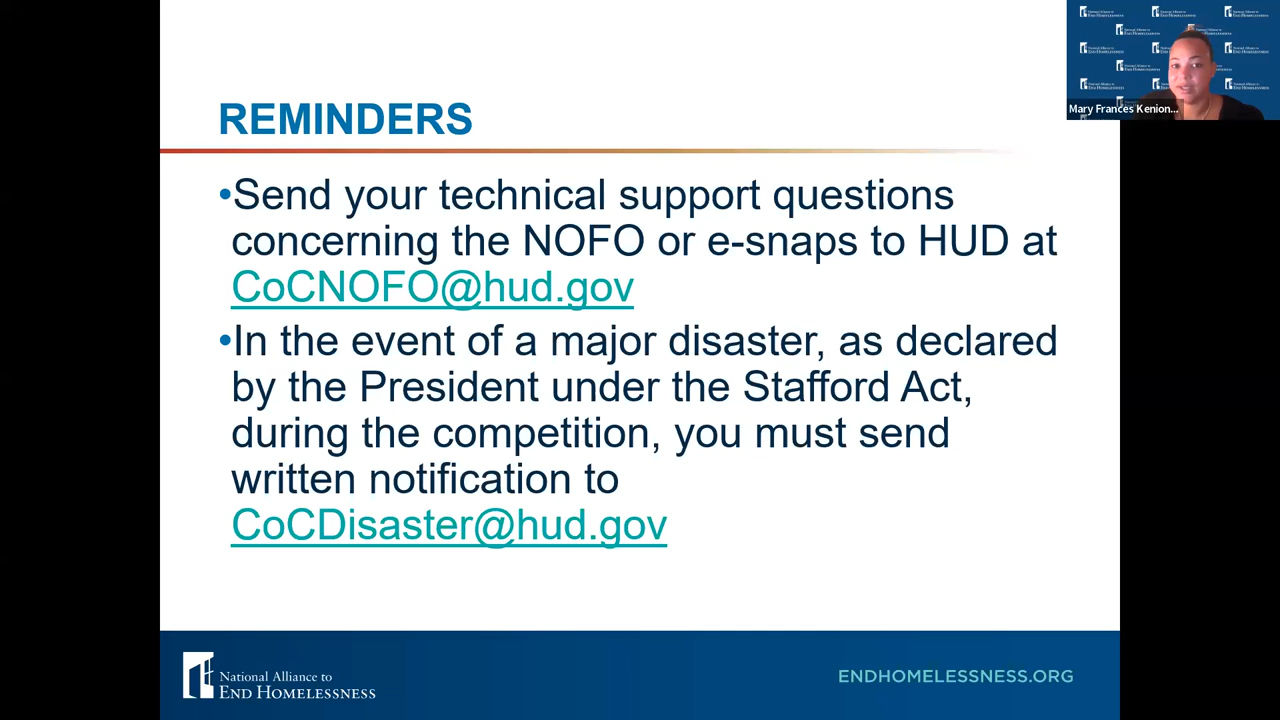 REMINDERS
•Send your technical support questions
concerning the NOFO or e-snaps to HUD at
CoCNOFO@hud.gov
•In the event of a major disaster, as declared
by the President under the Stafford Act,
during the competition, you must send
written notification to
CoCDisaster@hud.gov
National Alliance to
END HOMELESSNESS
ENDHOMELESSNESS.ORG
Mary Frances Kenion...